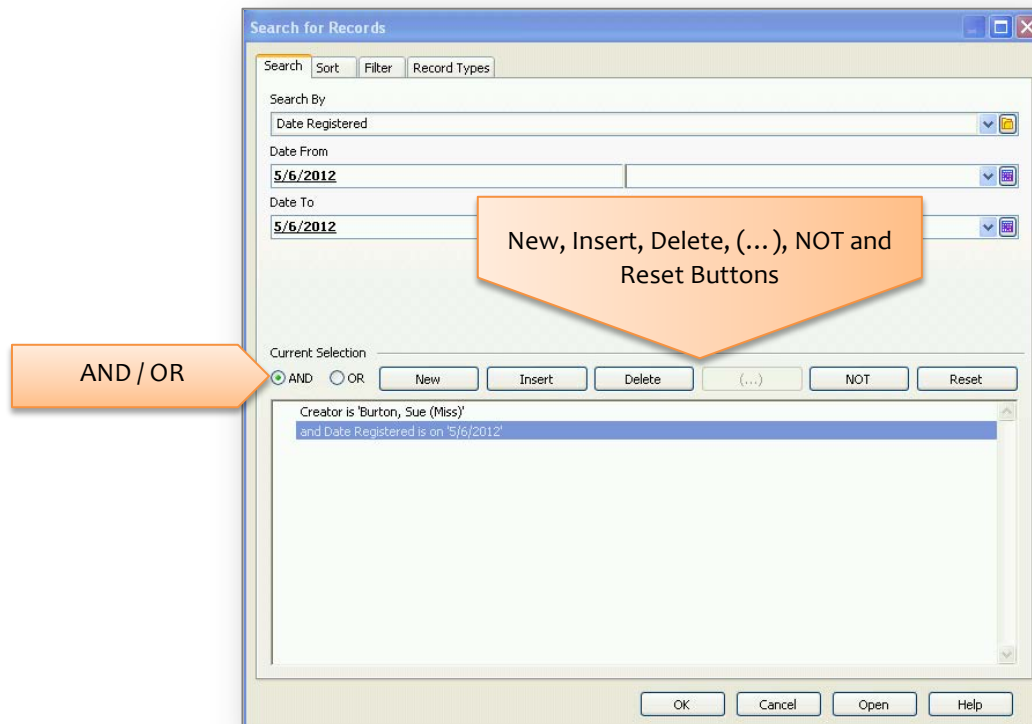 Search for Records
Search Sort Filter Record Types
Search By
Date Registered
Date From
5/6/2012
Date To
5/6/2012
New, Insert, Delete, (...), NOT and
Reset Buttons
Current Selection
AND / OR
AND OR New Insert Delete (...) NOT Reset
Creator is 'Burton, Sue (Miss)'
and Date Registered is on '5/6/2012'
OK Cancel Open Help